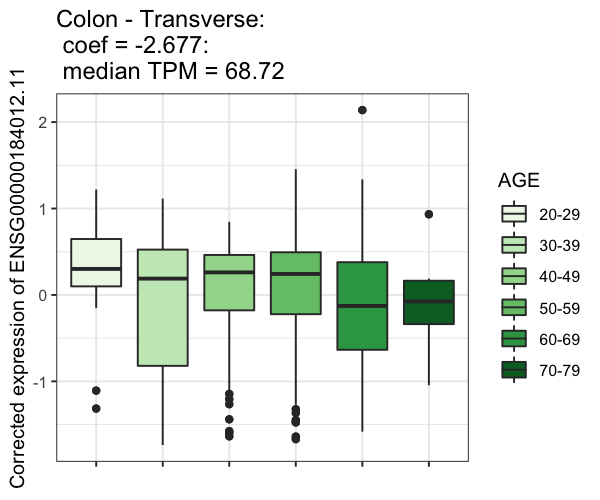 Colon - Transverse:
coef = -2.677:
median TPM = 68.72
Corrected expression of ENSG00000184012.11
2
1
0
-1
AGE
20-29
30-39
40-49
50-59
60-69
70-79